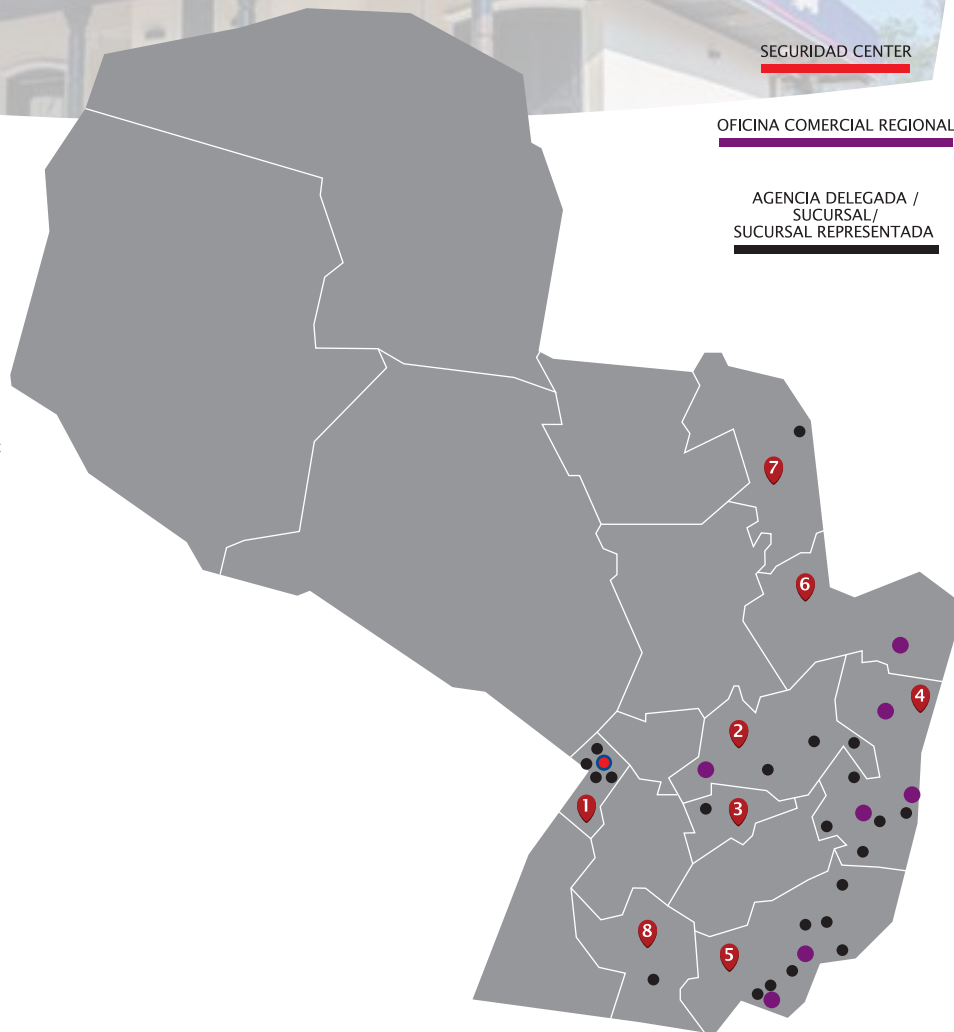 SEGURIDAD CENTER
OFICINA COMERCIAL REGIONAL
AGENCIA DELEGADA /
SUCURSAL/
SUCURSAL REPRESENTADA
7
6
4
2
1
3
8
5